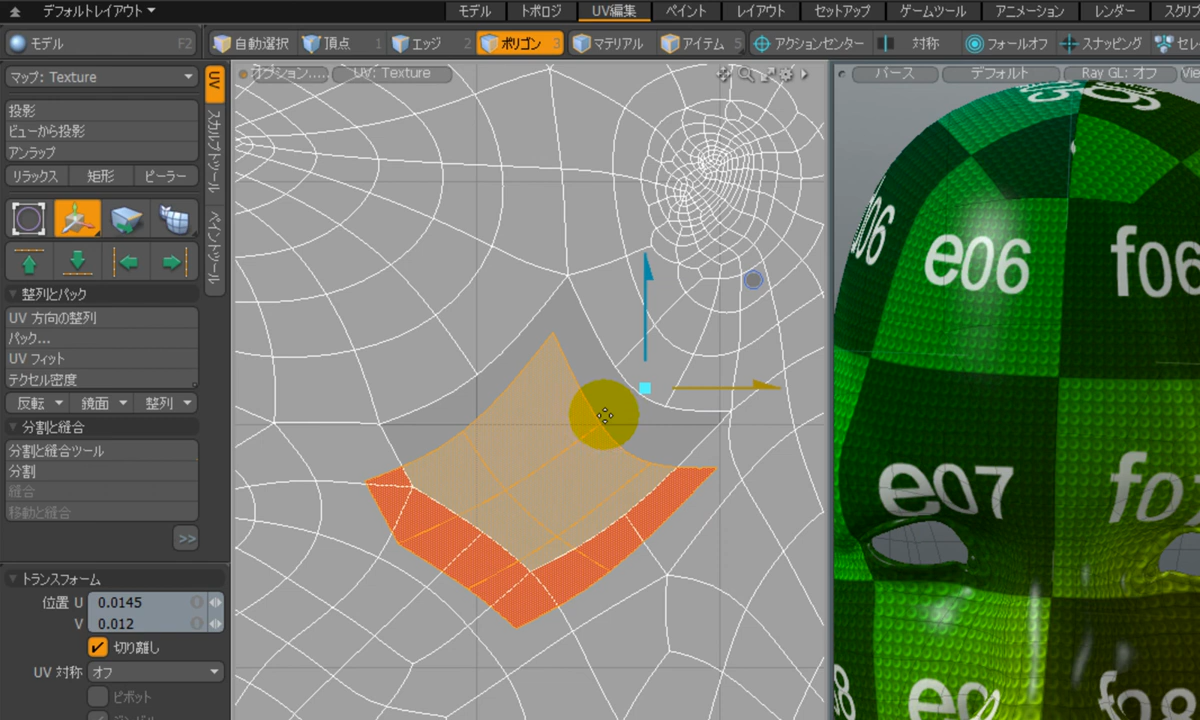 デフォルトレイアウト
モデル トポロジ UV編集 ペイント レイアウト セットアップ ゲームツール アニメーション レンダー スクリプ
モデル F2 自動選択 頂点 1 エッジ 2 ポリゴン 3 マテリアル アイテム 5 アクションセンター 対称 フォールオフ スナッピング セレ
マップ: Texture
UV
スカルプトツール
ペイントツール
オプション.... UV: Texture
パース デフォルト Ray GL: オフ Vie
投影
ビューから投影
アンラップ
リラックス 矩形 ピーラー
整列とパック
UV 方向の整列
パック...
UV フィット
テクセル密度
反転 鏡面 整列
分割と縫合
分割と縫合ツール
分割
縫合
移動と縫合
>>
トランスフォーム
位置 U 0.0145
V 0.012
切り離し
UV 対称 オフ
ピボット
e06 f06
06
e07 f07
e08 f08